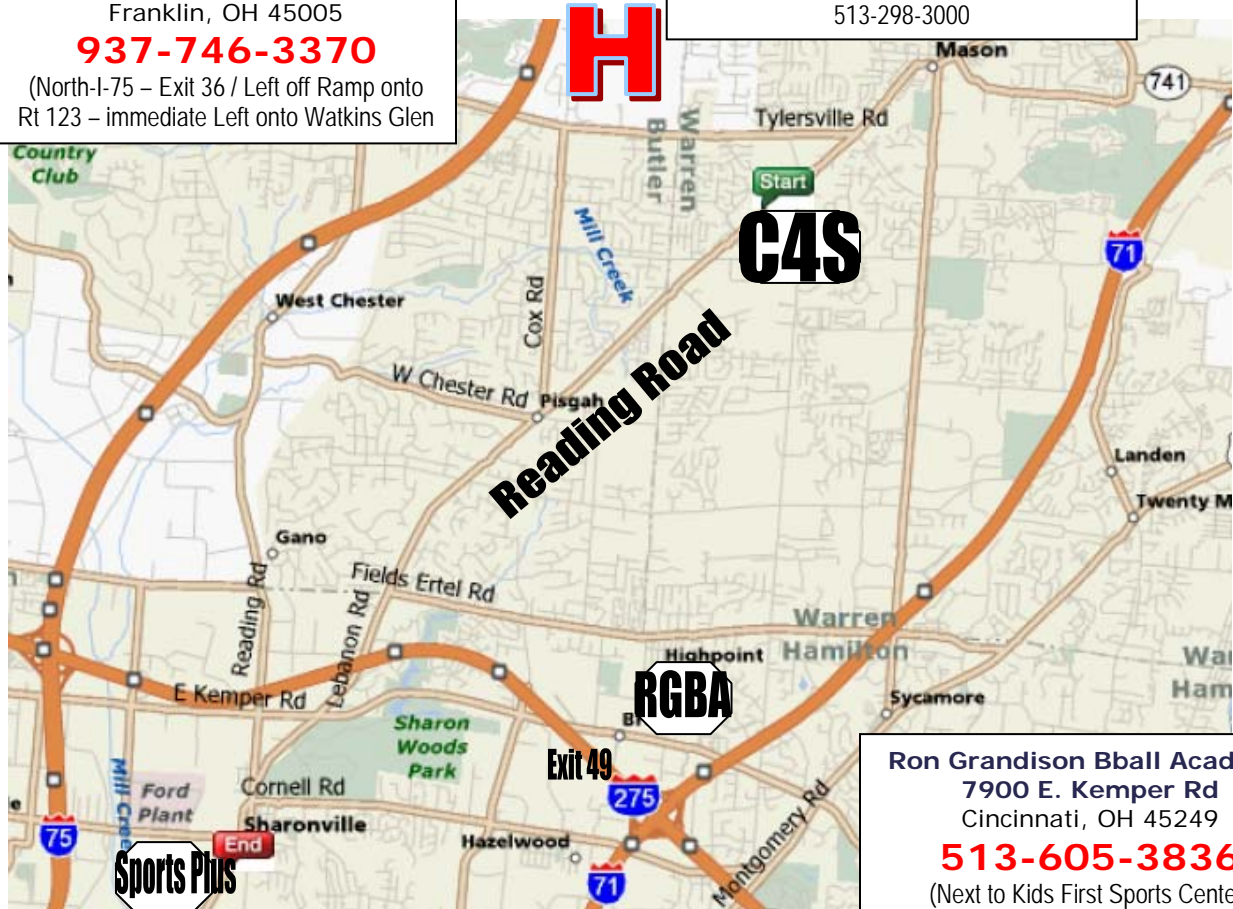 Franklin, OH 45005
937-746-3370
(North-I-75 – Exit 36 / Left off Ramp onto
Rt 123 – immediate Left onto Watkins Glen
H
513-298-3000
Mason
741
Tylersville Rd
Butler
Warren
Country
Club
Start
C4S
Mill Creek
71
West Chester
Cox Rd
Reading Road
W Chester Rd
Pisgah
Landen
Twenty M
Gano
Fields Ertel Rd
Reading Rd
Lebanon Rd
Warren
Hamilton
Highpoint
RGBA
E Kemper Rd
Sycamore
Sharon
Woods
Park
Exit 49
275
Cornell Rd
Ford
Plant
Mill Cree
Sharonville
End
75
Sports Plus
Hazelwood
71
Montgomery Rd
War
Ham
Ron Grandison Bball Acad
7900 E. Kemper Rd
Cincinnati, OH 45249
513-605-3836
(Next to Kids First Sports Cente